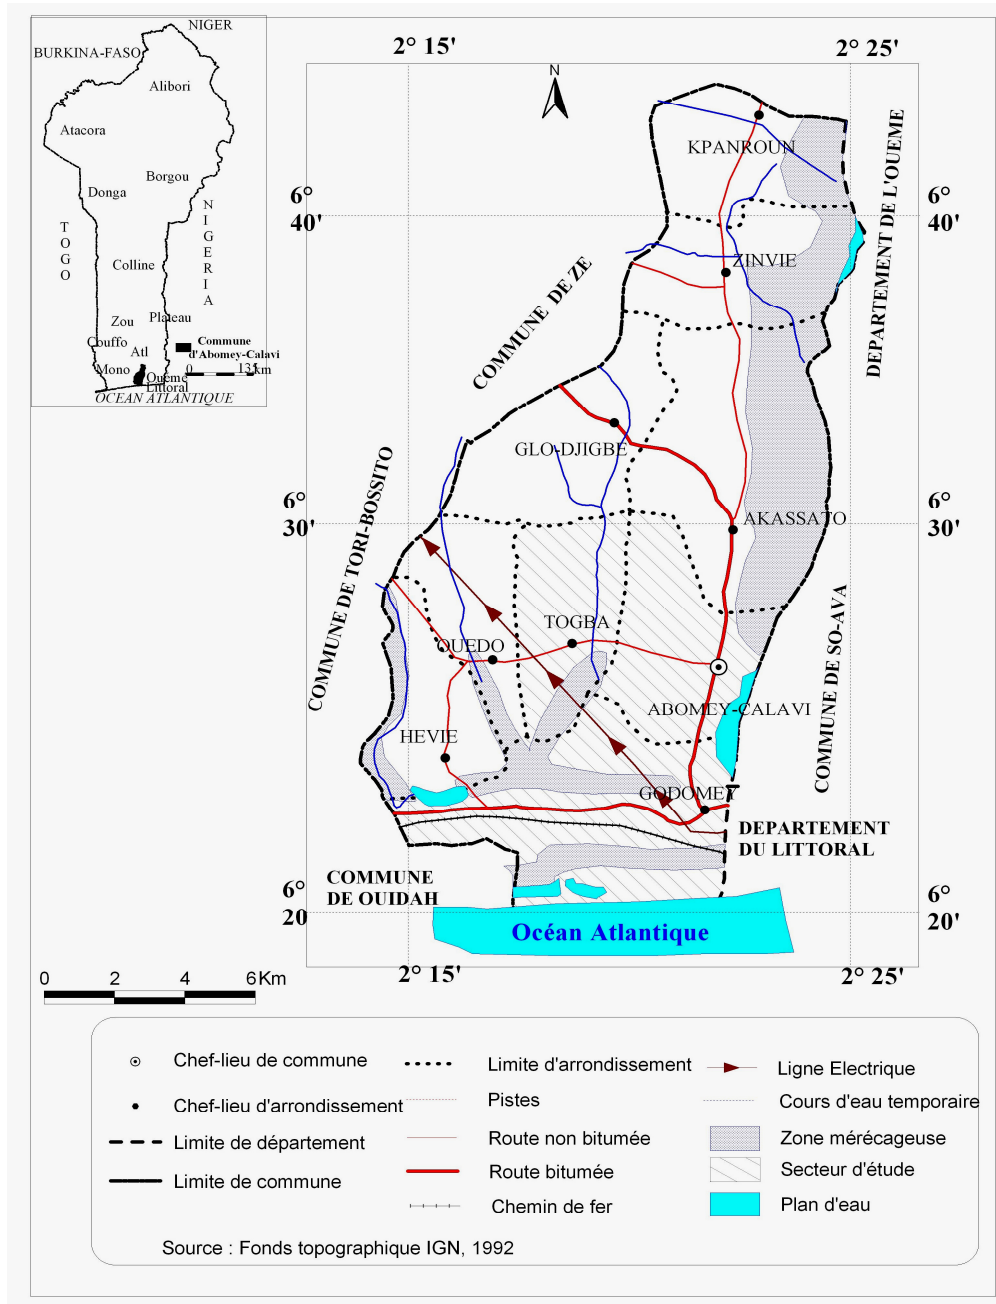 NIGER
BURKINA-FASO
Alibori
Atacora
Borgou
Donga
TOGO
NIGERIA
Colline
Zou
Plateau
Couffo
Atl
Mono
Ouémé
Littoral
Commune
d'Abomey-Calavi
0 135km
OCEAN ATLANTIQUE
2° 15'
2° 25'
N
6°
40'
6°
40'
KPANROUN
ZINVIE
COMMUNE DE ZE
DEPARTEMENT DE L'OUEME
GLO-DJIGBE
6°
30'
6°
30'
AKASSATO
COMMUNE DE TORI-BOSSITO
TOGBA
OUEDO
ABOMEY-CALAVI
COMMUNE DE SO-AVA
HEVIE
GODOMEY
DEPARTEMENT
DU LITTORAL
COMMUNE
DE OUIDAH
6°
20
6°
20'
Océan Atlantique
2° 15'
2° 25'
0 2 4 6Km
Chef-lieu de commune
Chef-lieu d'arrondissement
Limite de département
Limite de commune
Limite d'arrondissement
Pistes
Route non bitumée
Route bitumée
Chemin de fer
Ligne Electrique
Cours d'eau temporaire
Zone mérécageuse
Secteur d'étude
Plan d'eau
Source : Fonds topographique IGN, 1992